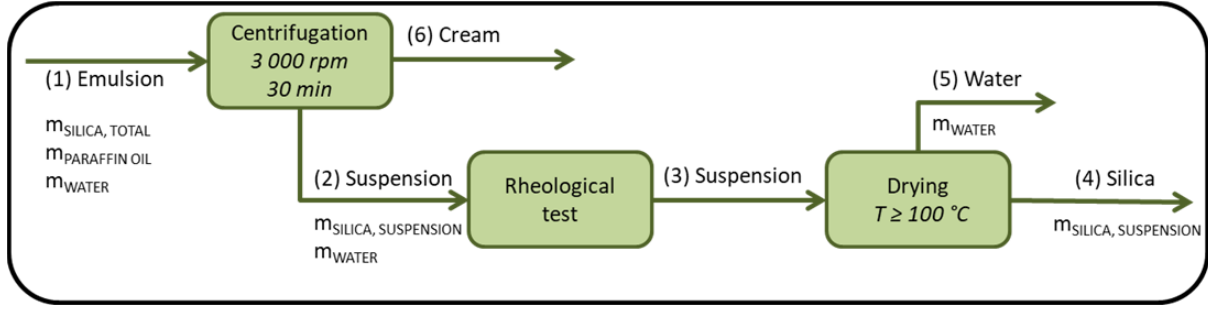 Centrifugation
3 000 rpm
30 min
(6) Cream
(1) Emulsion
mSILICA, TOTAL
mPARAFFIN OIL
mWATER
(2) Suspension
mSILICA, SUSPENSION
mWATER
Rheological
test
(3) Suspension
Drying
T ≥ 100 °C
(5) Water
mWATER
(4) Silica
mSILICA, SUSPENSION